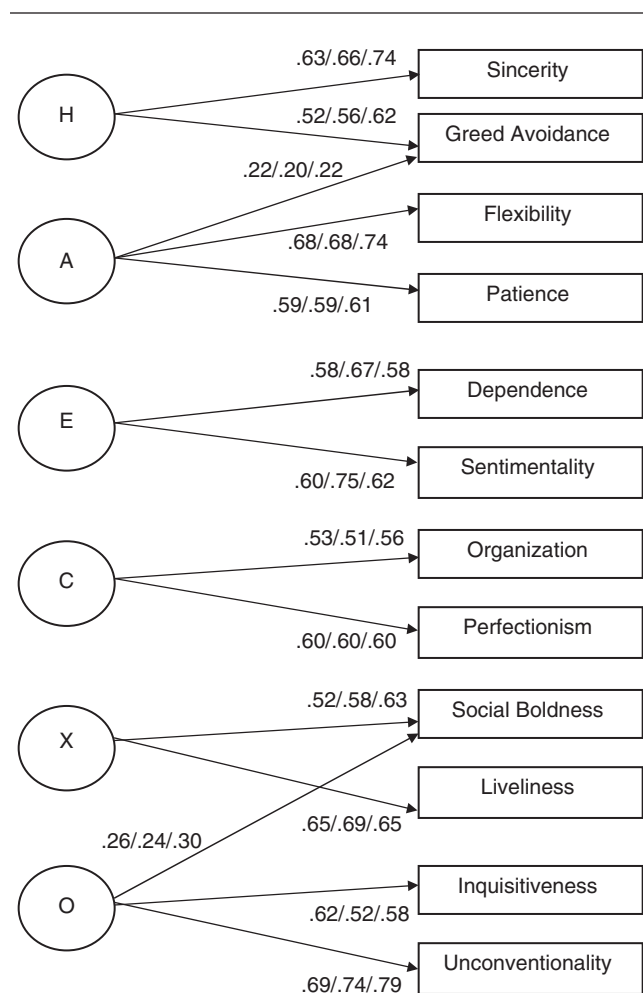 .63/.66/.74
Sincerity
H
.52/.56/.62
Greed Avoidance
.22/.20/.22
Flexibility
A
.68/.68/.74
Patience
.59/.59/.61
.58/.67/.58
Dependence
E
Sentimentality
.60/.75/.62
.53/.51/.56
Organization
C
Perfectionism
.60/.60/.60
.52/.58/.63
Social Boldness
X
Liveliness
.65/.69/.65
.26/.24/.30
Inquisitiveness
O
.62/.52/.58
Unconventionality
.69/.74/.79